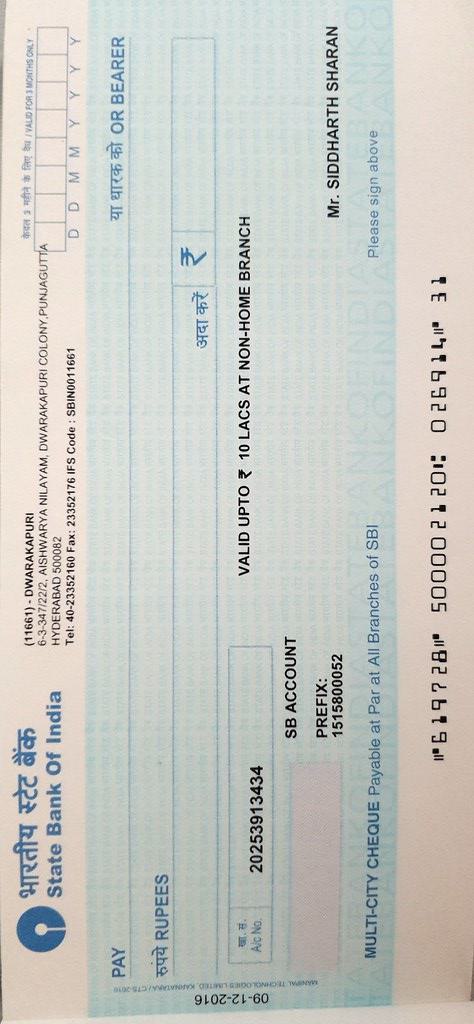 भारतीय स्टेट बैंक
State Bank Of India
(11661) - DWARAKAPURI
6-3-347/22/2, AISHWARYA NILAYAM, DWARAKAPURI COLONY,PUNJAGUTTA
HYDERABAD 500082
Tel: 40-23352160 Fax: 23352176 IFS Code : SBIN0011661
केवल 3 महीने के लिए वैध / VALID FOR 3 MONTHS ONLY
D D M M Y Y Y Y
PAY
या धारक को OR BEARER
रुपये RUPEES
अदा करें ₹
खा. सं.
A/c No.
20253913434
VALID UPTO ₹ 10 LACS AT NON-HOME BRANCH
SB ACCOUNT
PREFIX:
1515800052
Mr. SIDDHARTH SHARAN
MULTI-CITY CHEQUE Payable at Par at All Branches of SBI
Please sign above
⑈619728⑈ 500002120⑆ 026914⑈ 31
MANIPAL TECHNOLOGIES LIMITED, KARNATAKA / CTS-2010
09-12-2016